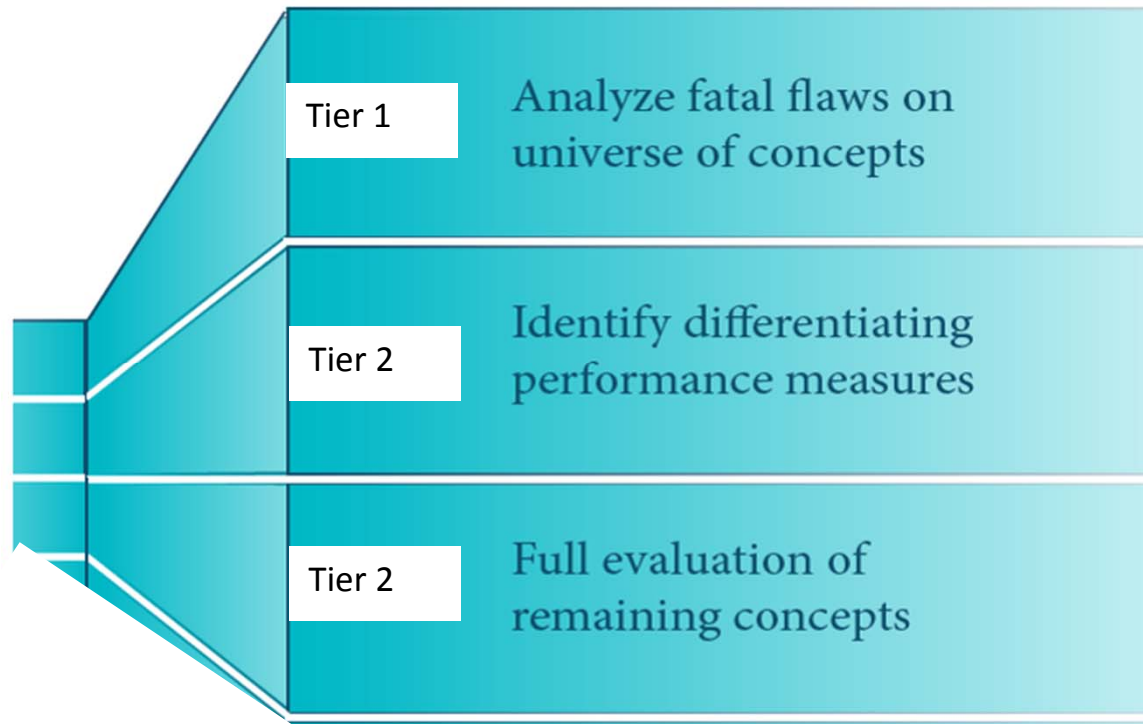 Tier 1
Analyze fatal flaws on
universe of concepts
Tier 2
Identify differentiating
performance measures
Tier 2
Full evaluation of
remaining concepts